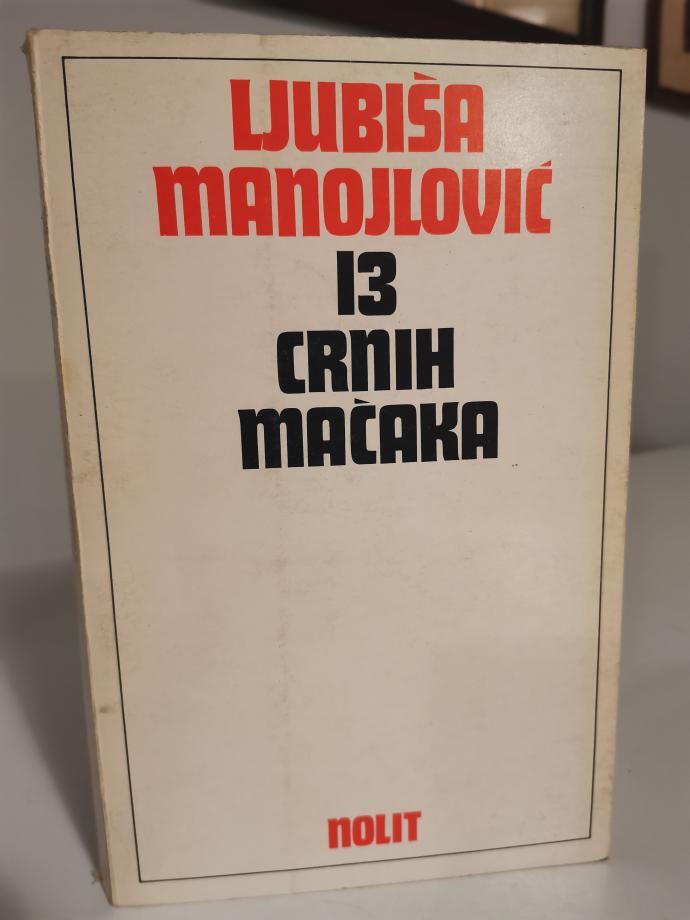 LJUBIŠA
MANOJLOVIĆ
13
CRNIH
MAČAKA
NOLIT